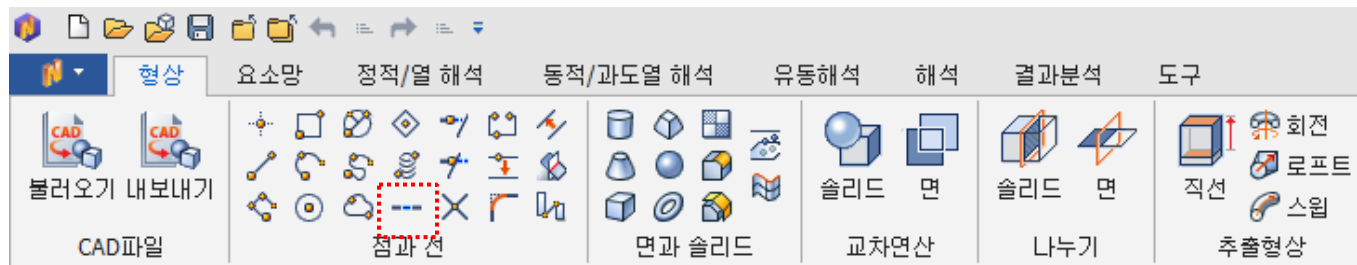 형상 요소망 정적/열 해석 동적/과도열 해석 유동해석 해석 결과분석 도구
CAD CAD
불러오기 내보내기 솔리드 면 솔리드 면 직선 회전
로프트
스윕
CAD파일 점과 선 면과 솔리드 교차연산 나누기 추출형상